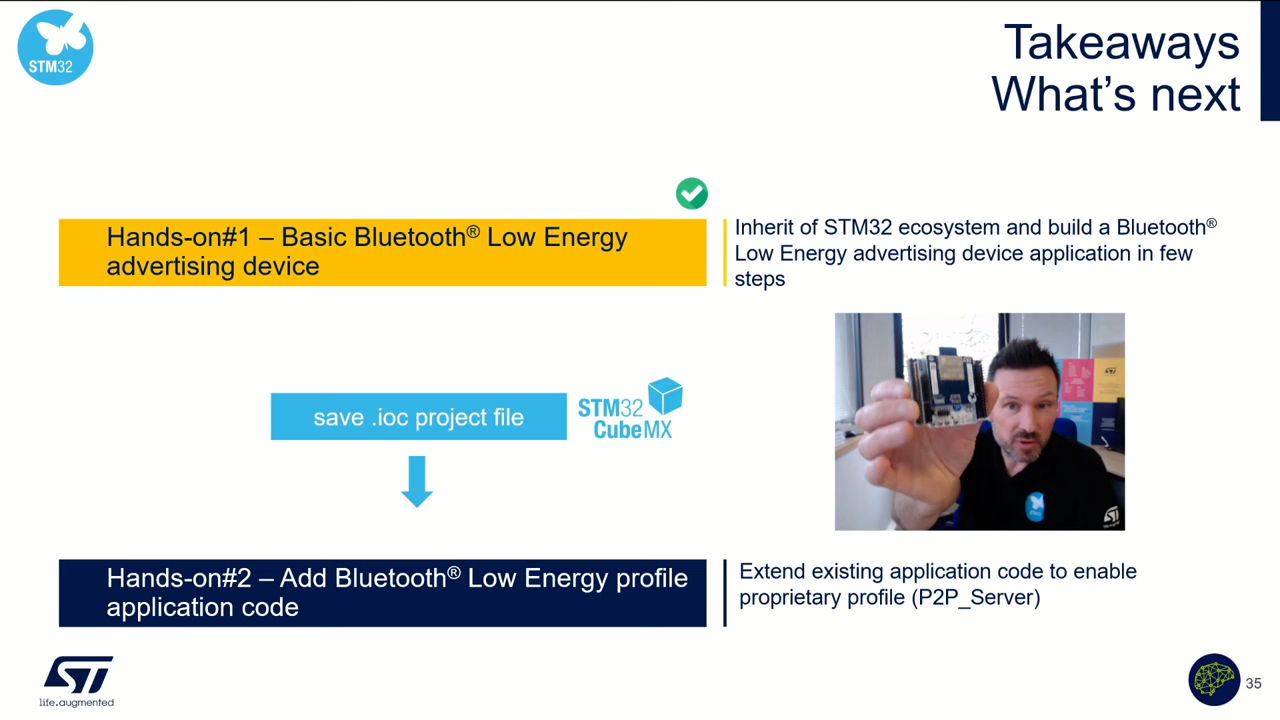 STM32
Takeaways
What's next
Hands-on#1 – Basic Bluetooth® Low Energy
advertising device
Inherit of STM32 ecosystem and build a Bluetooth®
Low Energy advertising device application in few
steps
save .ioc project file
STM32
CubeMX
Hands-on#2 – Add Bluetooth® Low Energy profile
application code
Extend existing application code to enable
proprietary profile (P2P_Server)
ST
life.augmented
35